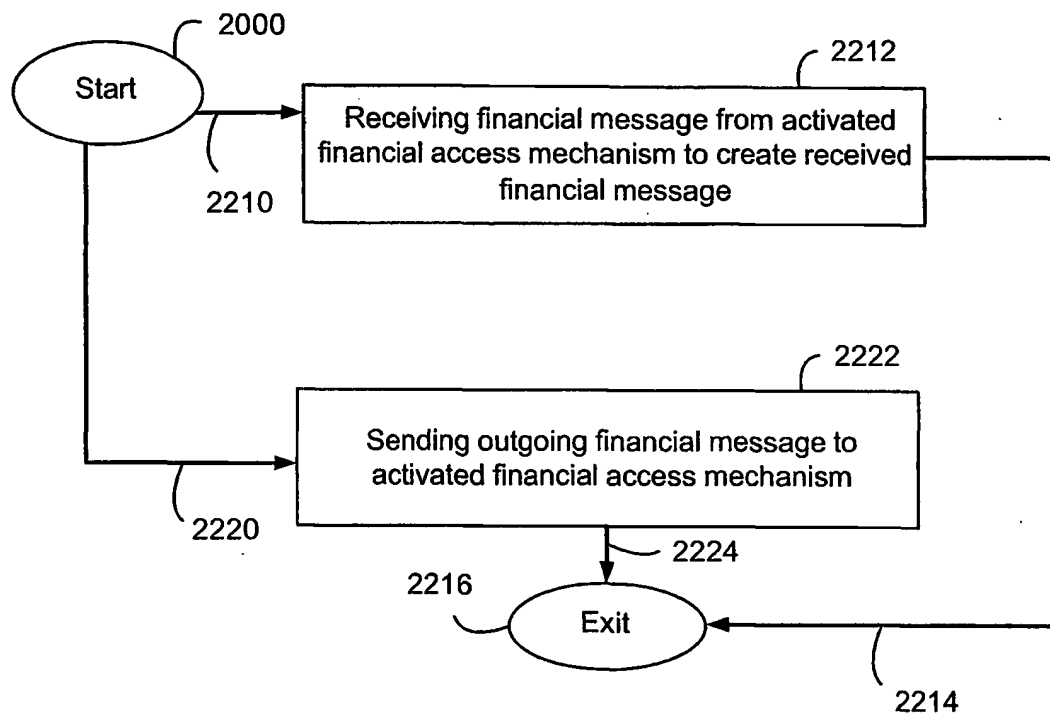 2000
Start
2212
Receiving financial message from activated
financial access mechanism to create received
financial message
2210
2222
Sending outgoing financial message to
activated financial access mechanism
2220
2224
2216
Exit
2214